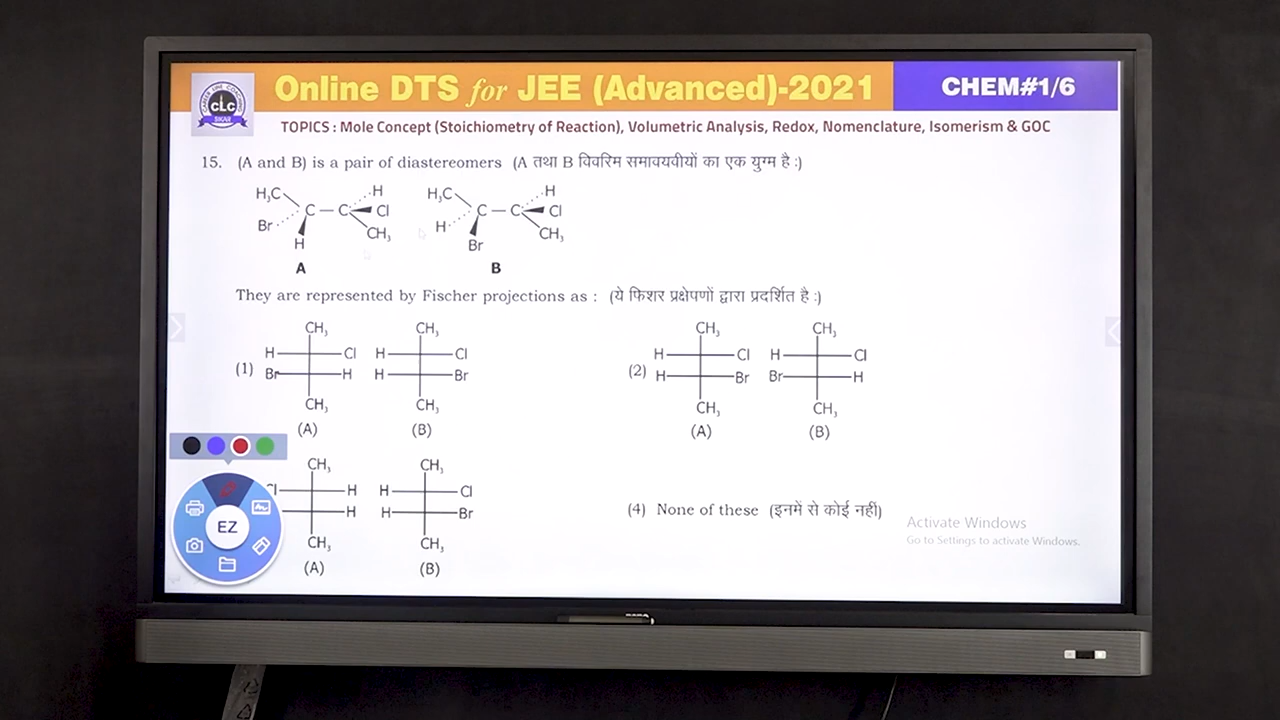 Online DTS for JEE (Advanced)-2021
CHEM#1/6
CLC
SIKAR
TOPICS : Mole Concept (Stoichiometry of Reaction), Volumetric Analysis, Redox, Nomenclature, Isomerism & GOC
15. (A and B) is a pair of diastereomers (A तथा B विवरिम समावयवीयों का एक युग्म है :)
H₃C H H₃C H
C — C Cl C — C Cl
Br CH₃ H CH₃
H Br
A B
They are represented by Fischer projections as : (ये फिशर प्रक्षेपणों द्वारा प्रदर्शित है :)
CH₃ CH₃ CH₃ CH₃
H Cl H Cl H Cl H Cl
(1) Br H H Br (2) H Br Br H
CH₃ CH₃ CH₃ CH₃
(A) (B) (A) (B)
CH₃ CH₃
Cl H H Cl
H H Br (4) None of these (इनमें से कोई नहीं)
CH₃ CH₃
(A) (B)
EZ
Activate Windows
Go to Settings to activate Windows.